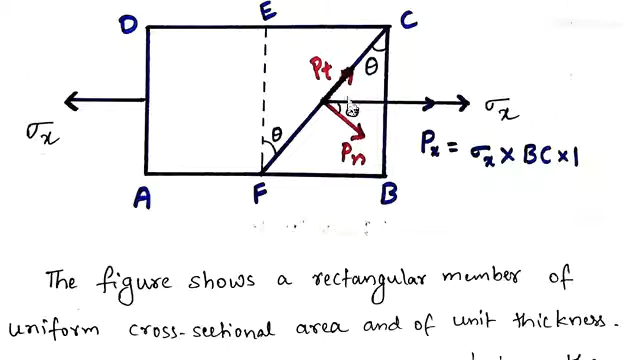 D E C
Pt θ
σx σx
θ Pn Px = σx × BC × 1
A F B
The figure shows a rectangular member of
uniform cross-sectional area and of unit thickness.